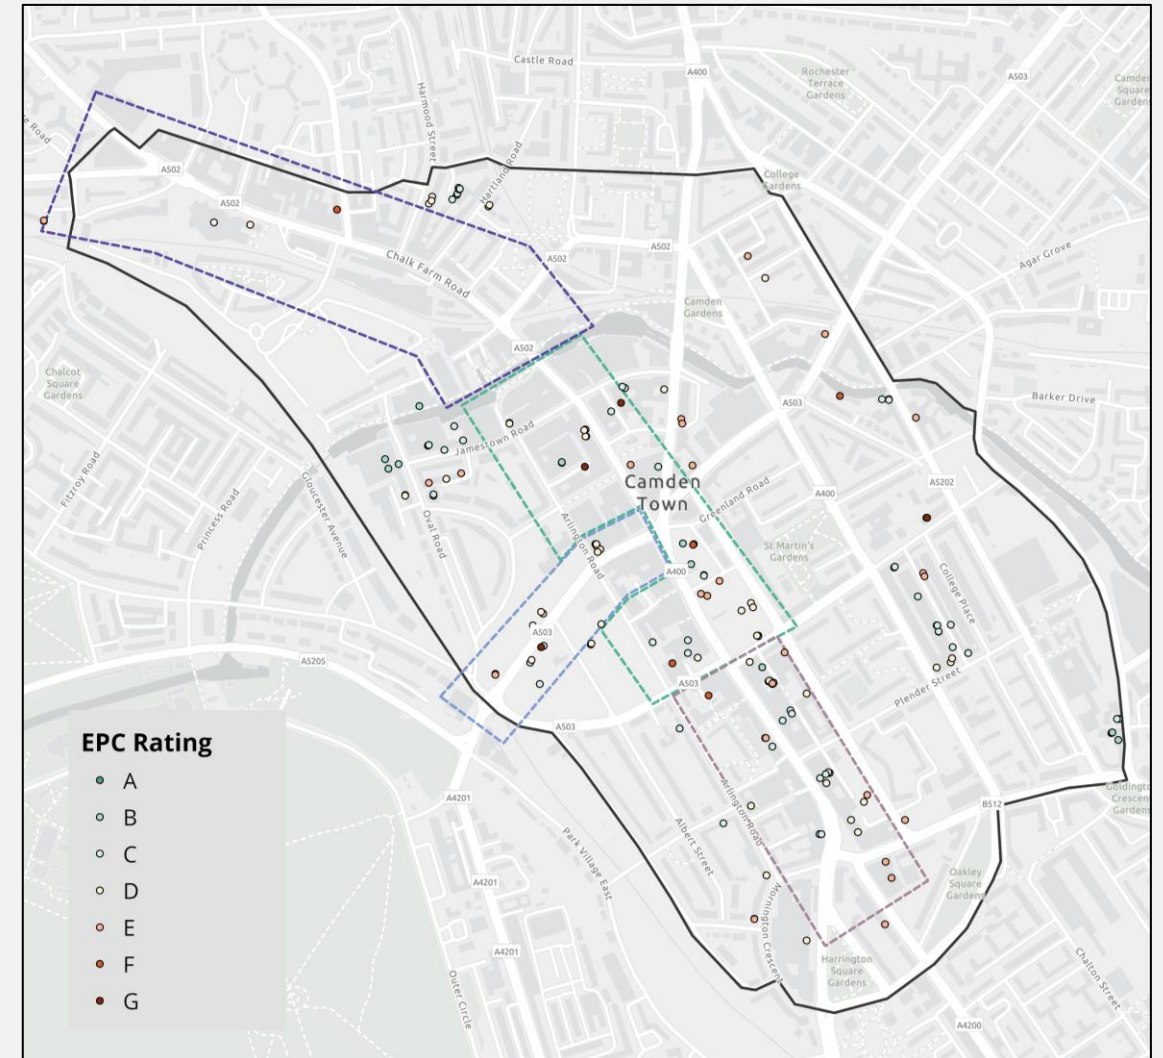 Castle Road
A400
Rochester
Terrace
Gardens
A503
Camden
Square
Gardens
Harmood Street
Hartland Road
College
Gardens
A502
A502
A502
A502
Agar Grove
Chalk Farm Road
Camden
Gardens
A502
Chalcot
Square
Gardens
Barker Drive
A503
Jamestown Road
Fitzroy Road
Princess Road
Gloucester Avenue
Oval Road
Camden
Town
Greenland Road
A400
A5202
Arlington Road
St Martin's
Gardens
A400
College Place
A503
A5205
A503
Plender Street
A503
EPC Rating
A
B
C
D
E
F
G
A4201
Goldington
Crescent
Gardens
B512
Arlington Road
Albert Street
Park Village East
A4201
Oakley
Square
Gardens
Mornington Crescent
A4201
Outer Circle
Harrington
Square
Gardens
Chalton Street
A4200